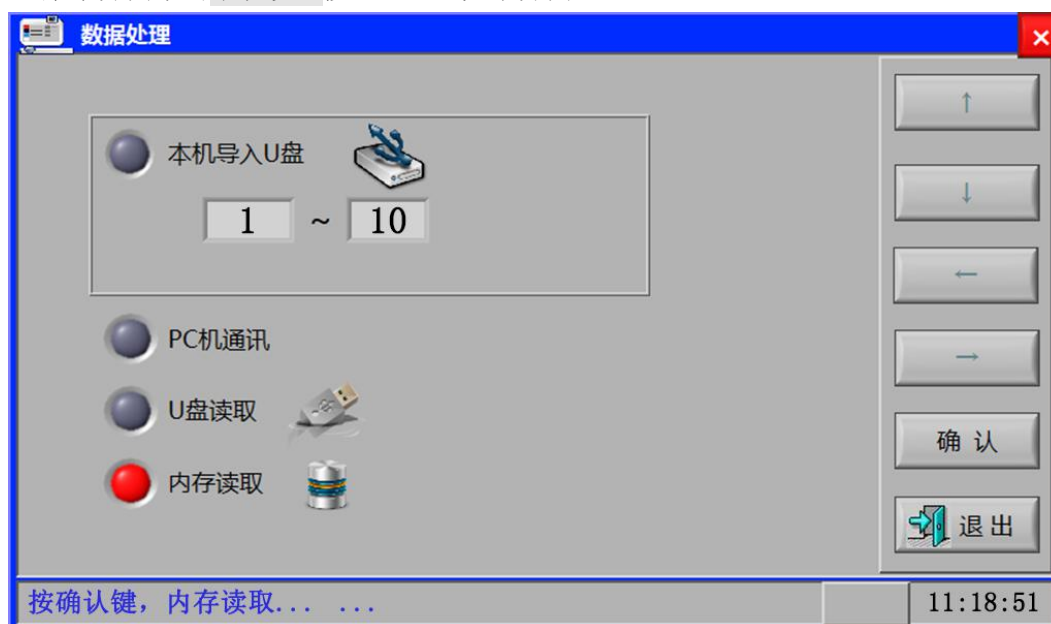 数据处理
×
↑
本机导入U盘
1 ~ 10
↓
←
PC机通讯
→
U盘读取
确 认
内存读取
退 出
按确认键，内存读取... ...
11:18:51